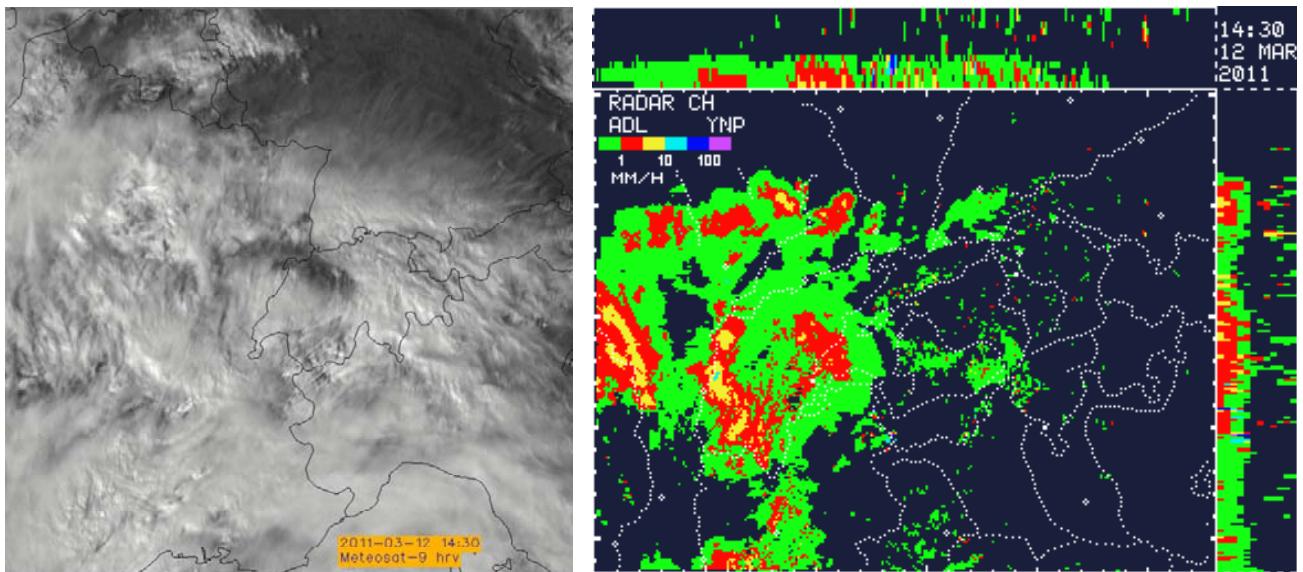 2011-03-12 14:30
Meteosat-9 hrv
14:30
12 MAR
2011
RADAR CH
ADL YNP
1 10 100
MM/H